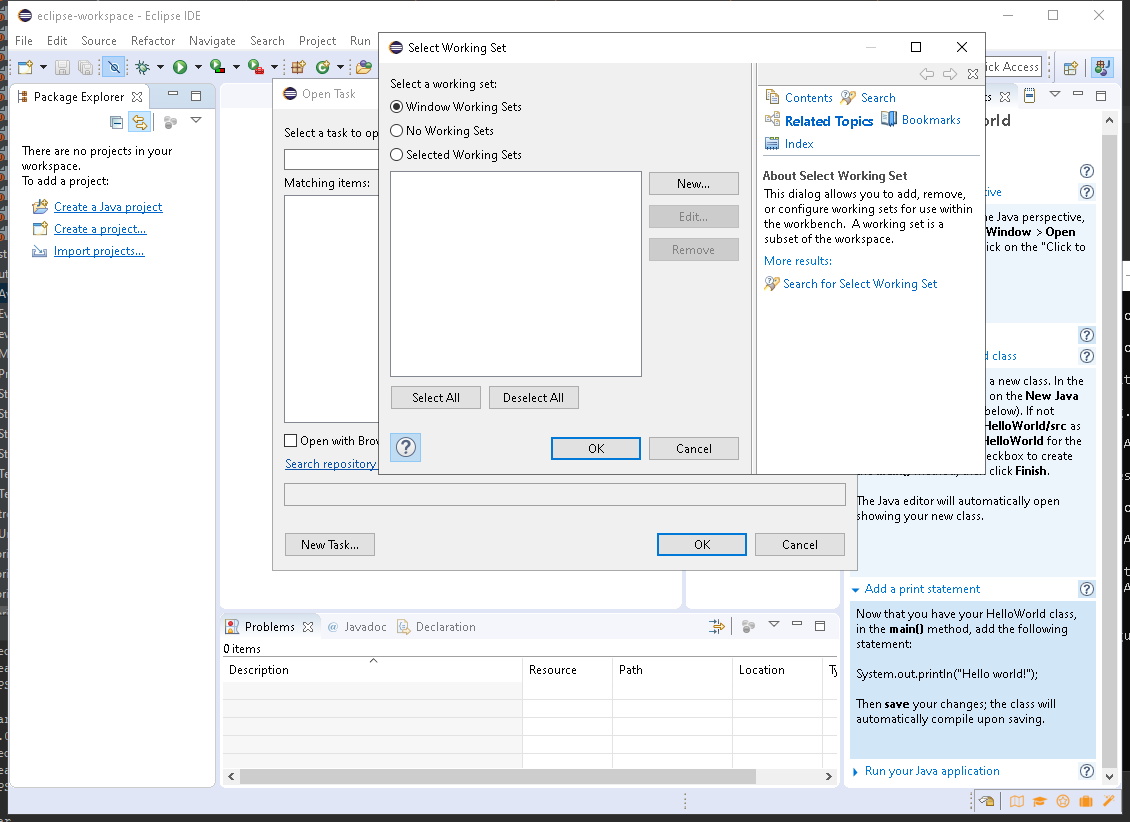 eclipse-workspace - Eclipse IDE
File Edit Source Refactor Navigate Search Project Run
Package Explorer
There are no projects in your
workspace.
To add a project:
Create a Java project
Create a project...
Import projects...
Open Task
Select a task to op
Matching items:
Open with Brow
Search repository
New Task...
OK
Cancel
Select Working Set
Select a working set:
Window Working Sets
No Working Sets
Selected Working Sets
New...
Edit...
Remove
Select All
Deselect All
OK
Cancel
Contents
Search
Related Topics
Bookmarks
Index
About Select Working Set
This dialog allows you to add, remove,
or configure working sets for use within
the workbench. A working set is a
subset of the workspace.
More results:
Search for Select Working Set
ick Access
orld
tive
he Java perspective,
Window > Open
ick on the "Click to
d class
a new class. In the
on the New Java
below). If not
HelloWorld/src as
HelloWorld for the
eckbox to create
click Finish.
The Java editor will automatically open
showing your new class.
Add a print statement
Now that you have your HelloWorld class,
in the main() method, add the following
statement:
System.out.println("Hello world!");
Then save your changes; the class will
automatically compile upon saving.
Run your Java application
Problems
@ Javadoc
Declaration
0 items
Description
Resource
Path
Location
Ty